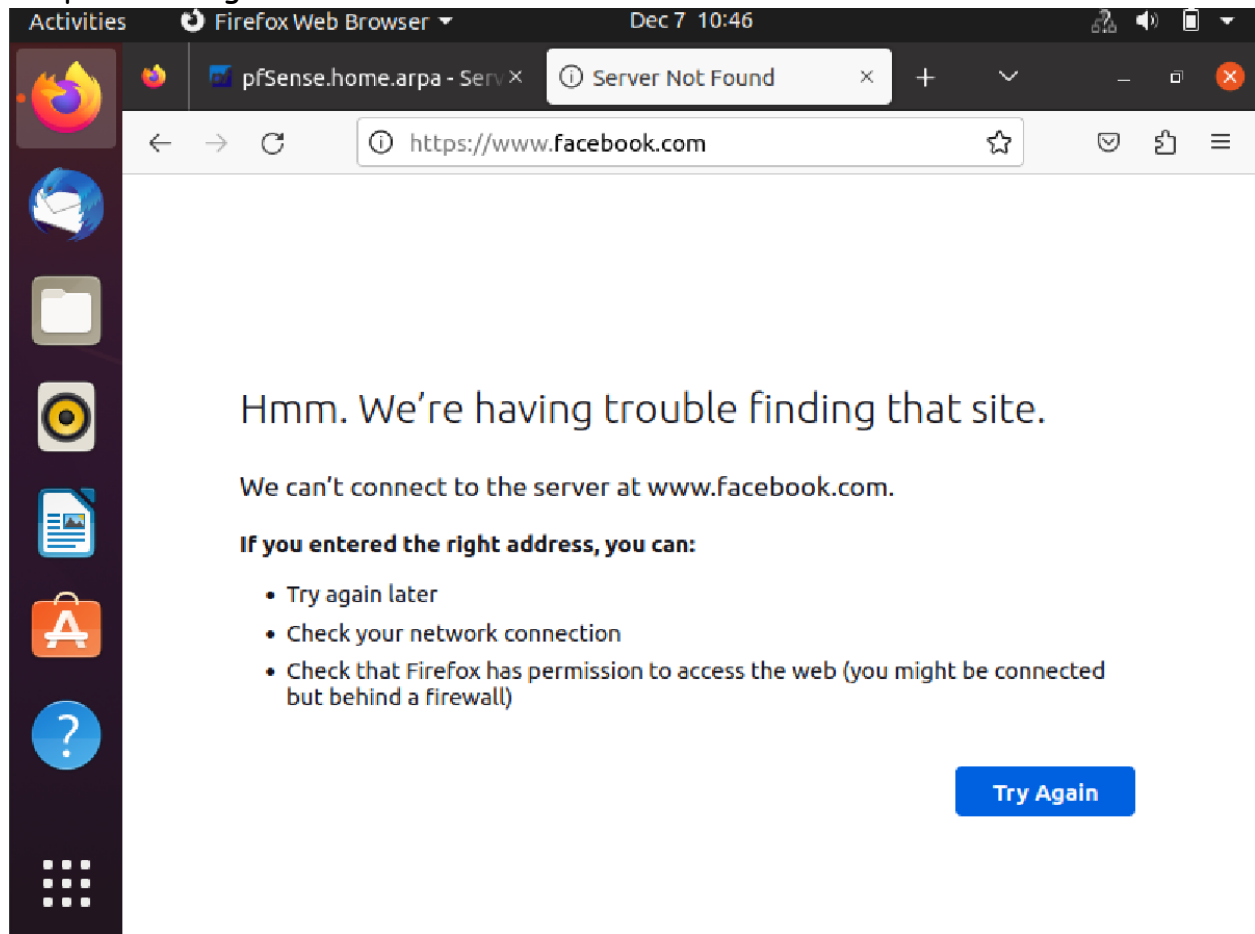 Activities Firefox Web Browser Dec 7 10:46
pfSense.home.arpa - Serv Server Not Found
https://www.facebook.com
Hmm. We’re having trouble finding that site.
We can’t connect to the server at www.facebook.com.
If you entered the right address, you can:
• Try again later
• Check your network connection
• Check that Firefox has permission to access the web (you might be connected
but behind a firewall)
Try Again